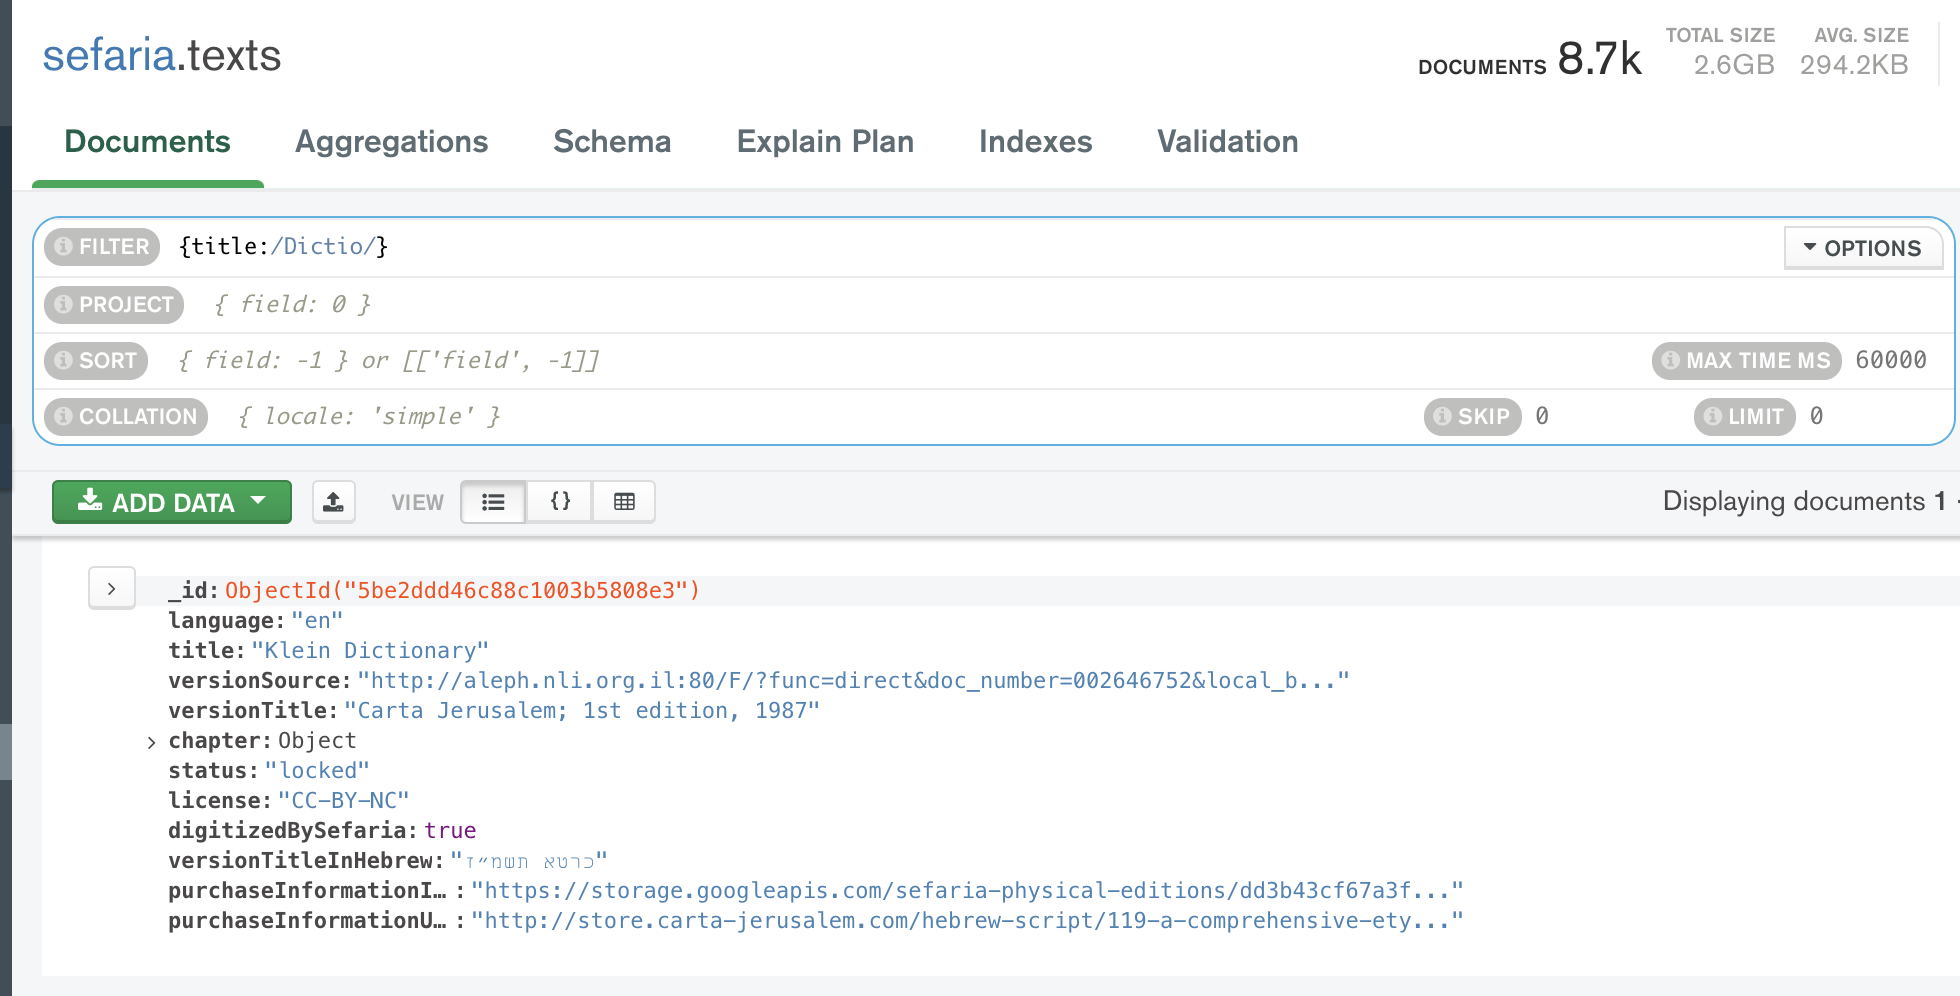 sefaria.texts
DOCUMENTS 8.7k TOTAL SIZE 2.6GB AVG. SIZE 294.2KB
Documents Aggregations Schema Explain Plan Indexes Validation
FILTER {title:/Dictio/} OPTIONS
PROJECT { field: 0 }
SORT { field: -1 } or [['field', -1]] MAX TIME MS 60000
COLLATION { locale: 'simple' } SKIP 0 LIMIT 0
ADD DATA VIEW {} Displaying documents 1 -
_id: ObjectId("5be2ddd46c88c1003b5808e3")
language: "en"
title: "Klein Dictionary"
versionSource: "http://aleph.nli.org.il:80/F/?func=direct&doc_number=002646752&local_b..."
versionTitle: "Carta Jerusalem; 1st edition, 1987"
chapter: Object
status: "locked"
license: "CC-BY-NC"
digitizedBySefaria: true
versionTitleInHebrew: "כרטא תשמ״ז"
purchaseInformationI… : "https://storage.googleapis.com/sefaria-physical-editions/dd3b43cf67a3f..."
purchaseInformationU… : "http://store.carta-jerusalem.com/hebrew-script/119-a-comprehensive-ety..."